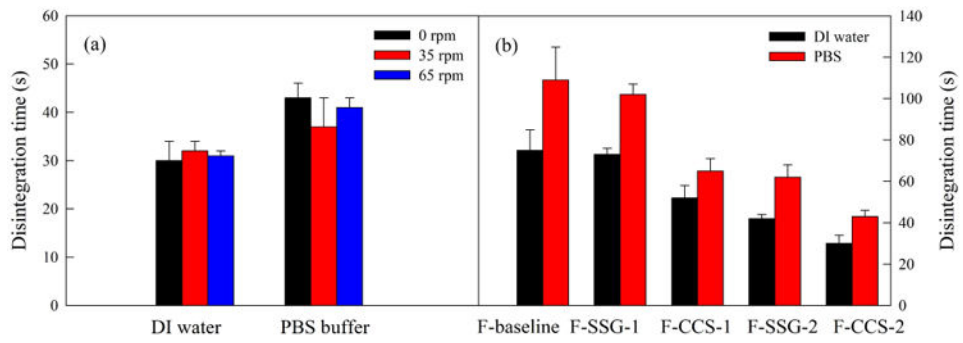 Disintegration time (s)
60
50
40
30
20
10
0
(a)
0 rpm
35 rpm
65 rpm
DI water
PBS buffer
(b)
DI water
PBS
140
120
100
80
60
40
20
0
Disintegration time (s)
F-baseline
F-SSG-1
F-CCS-1
F-SSG-2
F-CCS-2